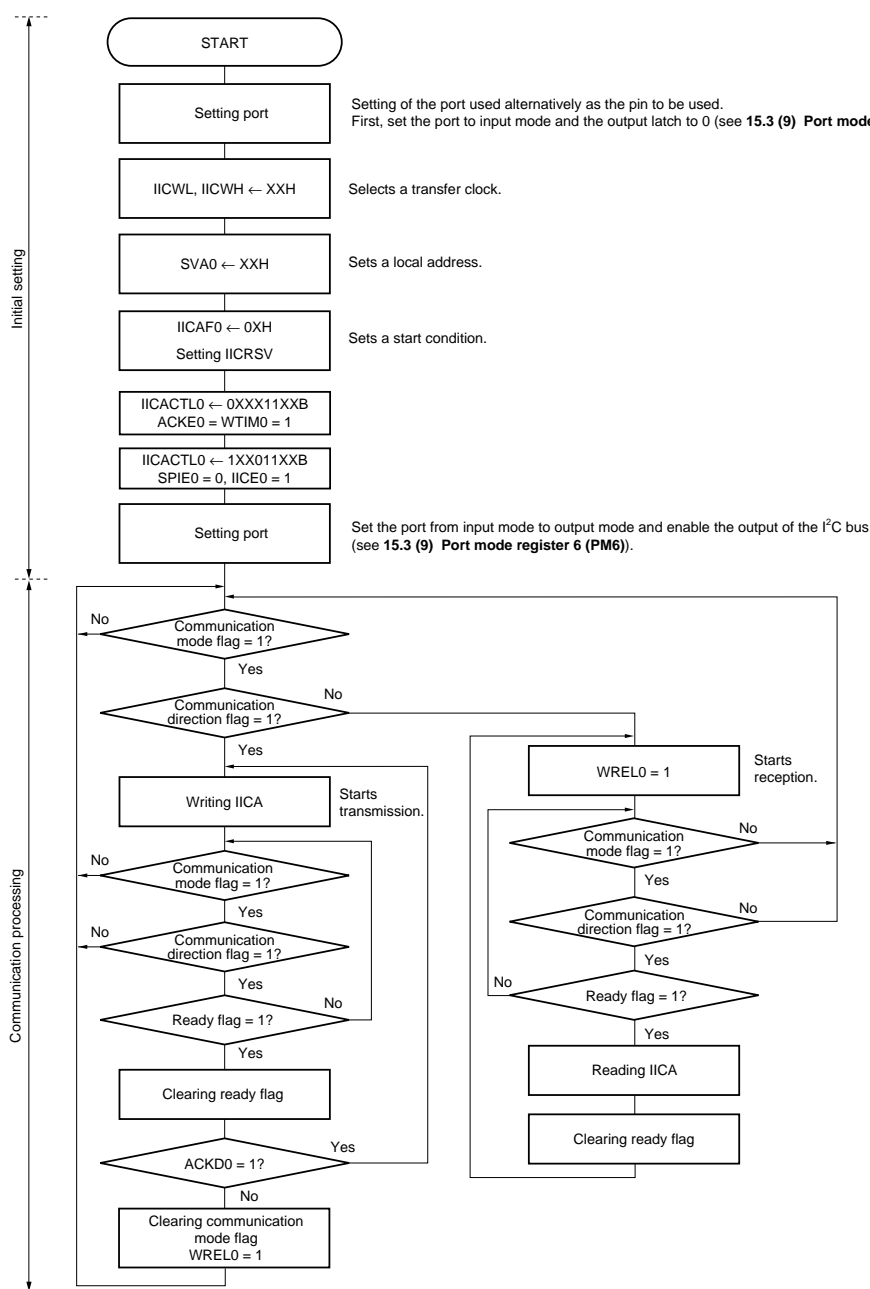 START
Setting port
Setting of the port used alternatively as the pin to be used.
First, set the port to input mode and the output latch to 0 (see 15.3 (9) Port mode
IICWL, IICWH ← XXH
Selects a transfer clock.
SVA0 ← XXH
Sets a local address.
IICAF0 ← 0XH
Setting IICRSV
Sets a start condition.
IICACTL0 ← 0XXX11XXB
ACKE0 = WTIM0 = 1
IICACTL0 ← 1XX011XXB
SPIE0 = 0, IICE0 = 1
Setting port
Set the port from input mode to output mode and enable the output of the I²C bus
(see 15.3 (9) Port mode register 6 (PM6)).
Initial setting
Communication processing
No
Communication
mode flag = 1?
Yes
Communication
direction flag = 1?
No
Yes
Writing IICA
Starts
transmission.
No
Communication
mode flag = 1?
Yes
No
Communication
direction flag = 1?
Yes
Ready flag = 1?
No
Yes
Clearing ready flag
ACKD0 = 1?
Yes
No
Clearing communication
mode flag
WREL0 = 1
WREL0 = 1
Starts
reception.
Communication
mode flag = 1?
No
Yes
Communication
direction flag = 1?
No
Yes
No
Ready flag = 1?
Yes
Reading IICA
Clearing ready flag